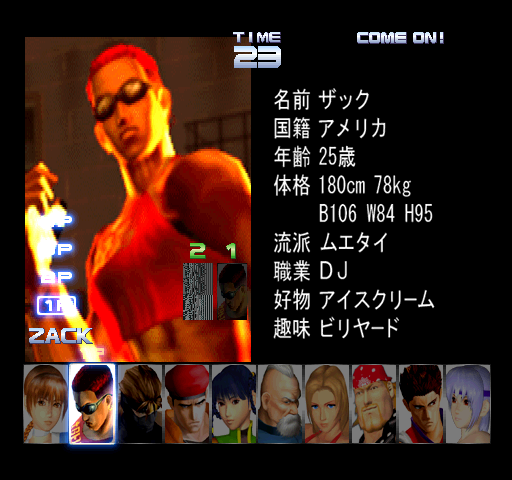 TIME
23
COME ON!
名前 ザック
国籍 アメリカ
年齢 25歳
体格 180cm 78kg
B106 W84 H95
流派 ムエタイ
職業 DJ
好物 アイスクリーム
趣味 ビリヤード
2 1
1P
ZACK